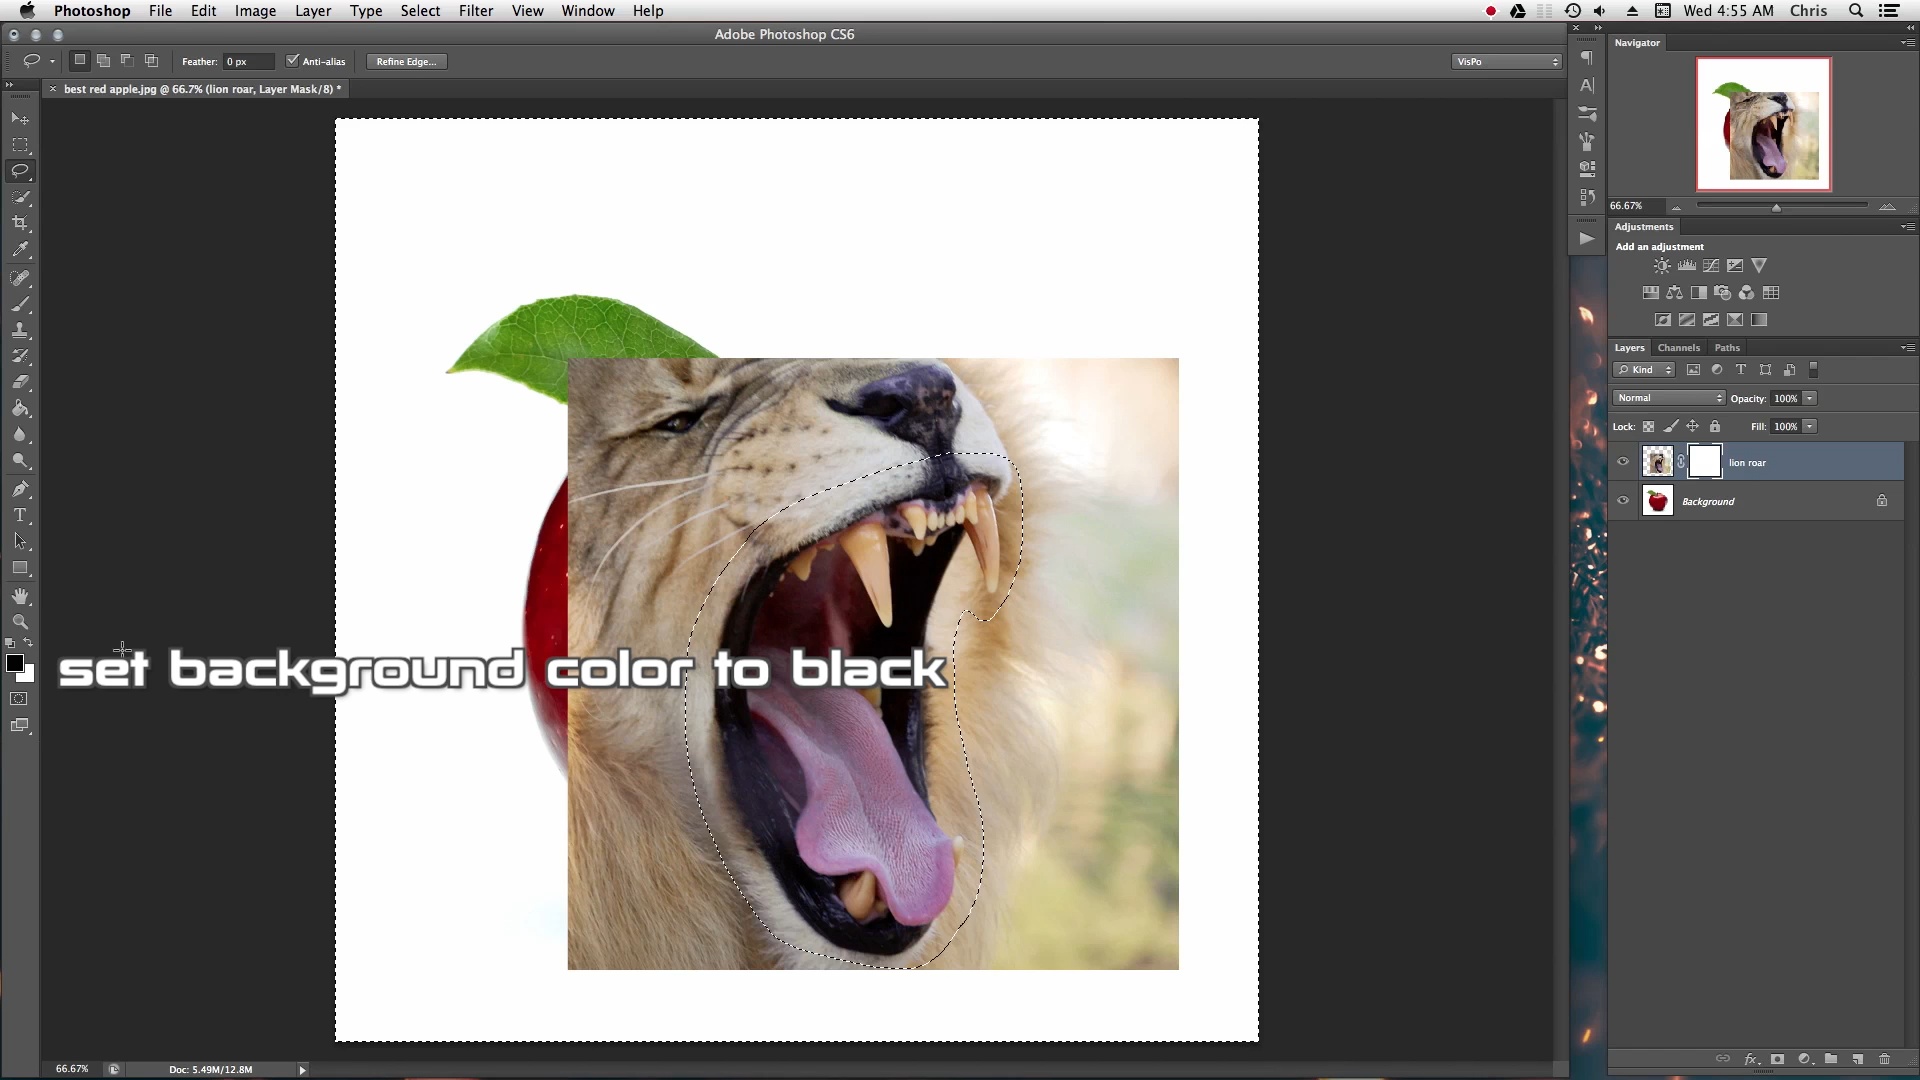 Photoshop File Edit Image Layer Type Select Filter View Window Help
Wed 4:55 AM Chris
Adobe Photoshop CS6
Feather: 0 px Anti-alias Refine Edge... VisPo
best red apple.jpg @ 66.7% (lion roar, Layer Mask/8) *
Navigator
66.67%
Adjustments
Add an adjustment
Layers Channels Paths
Kind
Normal Opacity: 100%
Lock: Fill: 100%
lion roar
Background
set background color to black
66.67% Doc: 5.49M/12.8M